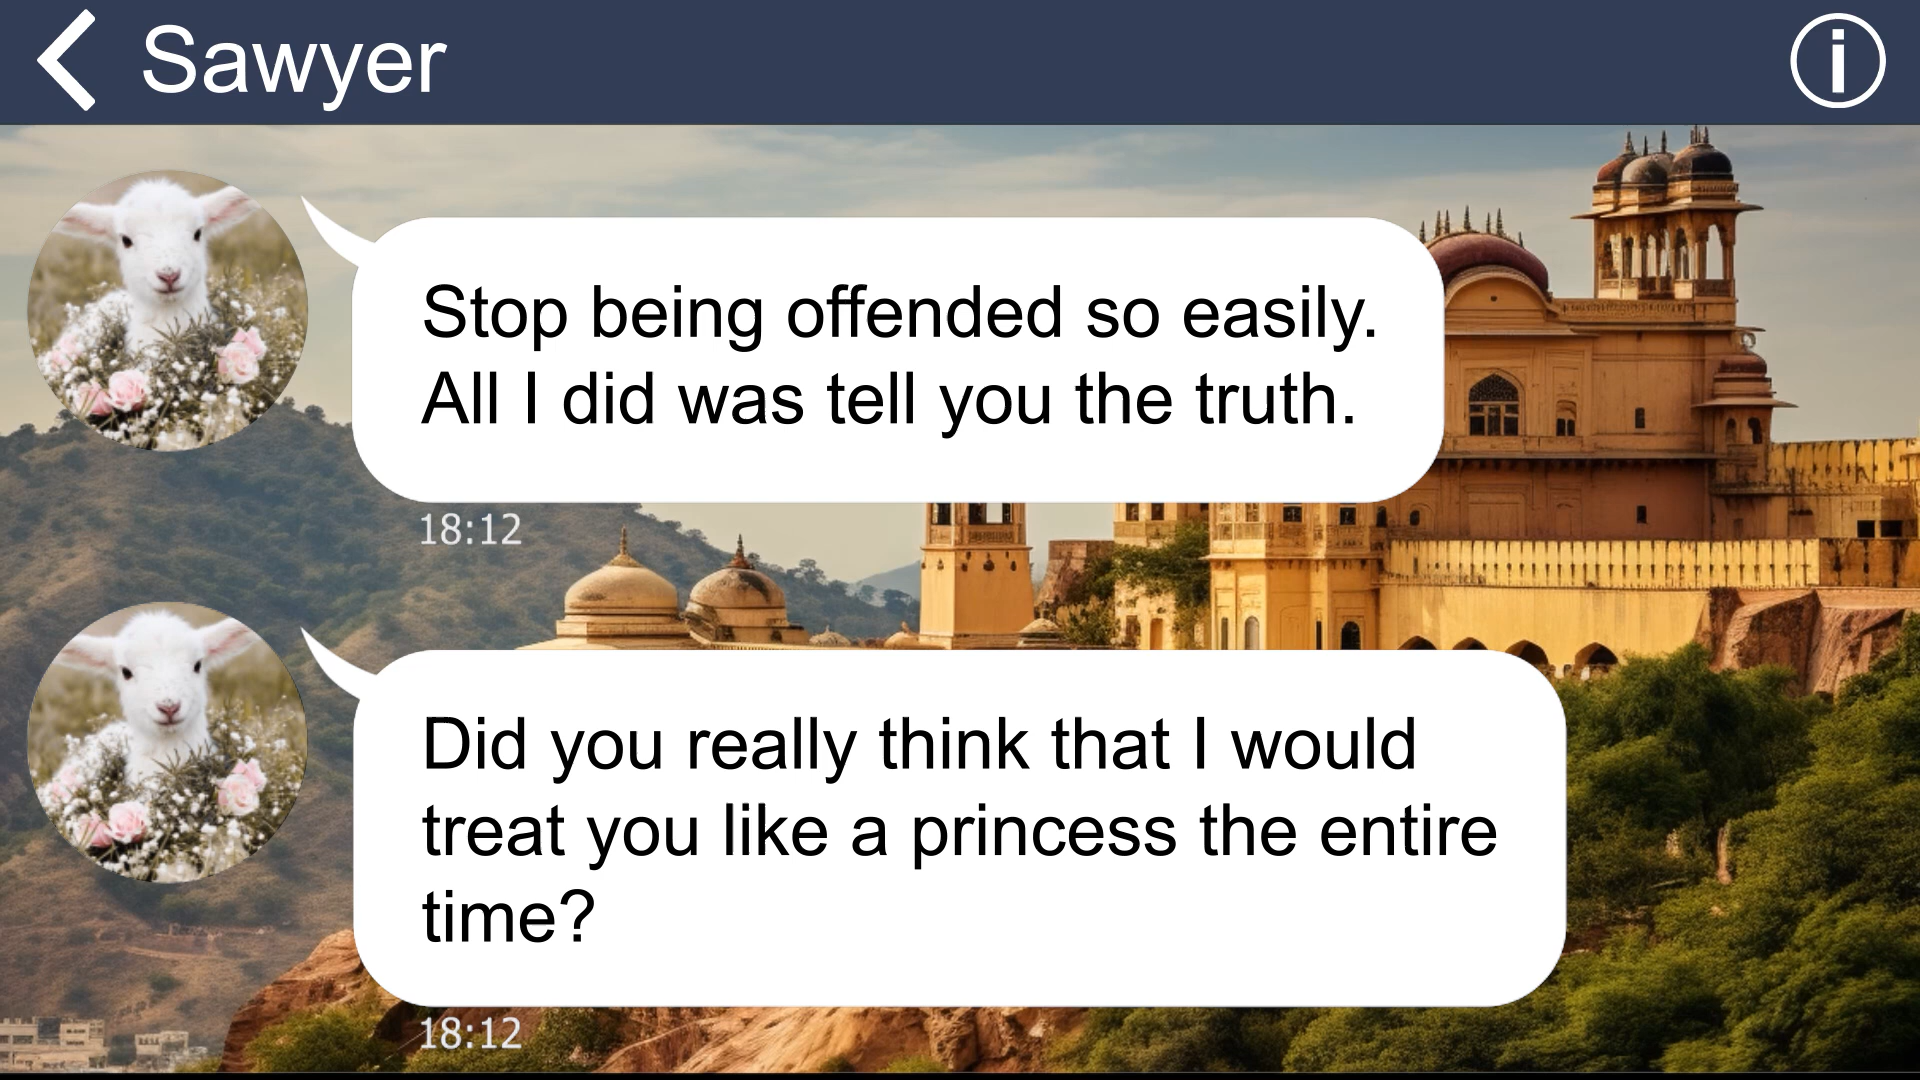 Sawyer
Stop being offended so easily.
All I did was tell you the truth.
18:12
Did you really think that I would
treat you like a princess the entire
time?
18:12